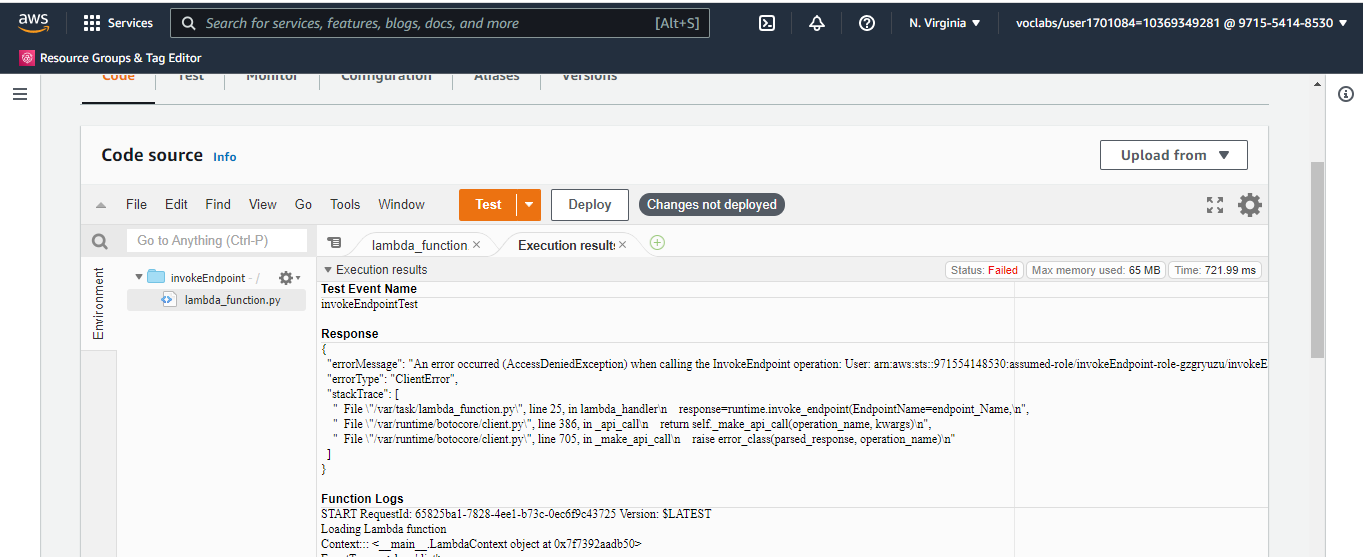 aws
Services
Search for services, features, blogs, docs, and more
[Alt+S]
N. Virginia
voclabs/user1701084=10369349281 @ 9715-5414-8530
Resource Groups & Tag Editor
Code
Test
Monitor
Configuration
Aliases
Versions
Code source Info
Upload from
File Edit Find View Go Tools Window
Test
Deploy
Changes not deployed
Go to Anything (Ctrl-P)
lambda_function
Execution results
Environment
invokeEndpoint - /
lambda_function.py
Execution results
Status: Failed
Max memory used: 65 MB
Time: 721.99 ms
Test Event Name
invokeEndpointTest
Response
{
"errorMessage": "An error occurred (AccessDeniedException) when calling the InvokeEndpoint operation: User: arn:aws:sts::971554148530:assumed-role/invokeEndpoint-role-gzgryuzu/invokeE
"errorType": "ClientError",
"stackTrace": [
" File \"/var/task/lambda_function.py\", line 25, in lambda_handler\n response=runtime.invoke_endpoint(EndpointName=endpoint_Name,\n",
" File \"/var/runtime/botocore/client.py\", line 386, in _api_call\n return self._make_api_call(operation_name, kwargs)\n",
" File \"/var/runtime/botocore/client.py\", line 705, in _make_api_call\n raise error_class(parsed_response, operation_name)\n"
]
}
Function Logs
START RequestId: 65825ba1-7828-4ee1-b73c-0ec6f9c43725 Version: $LATEST
Loading Lambda function
Context::: <__main__.LambdaContext object at 0x7f7392aadb50>